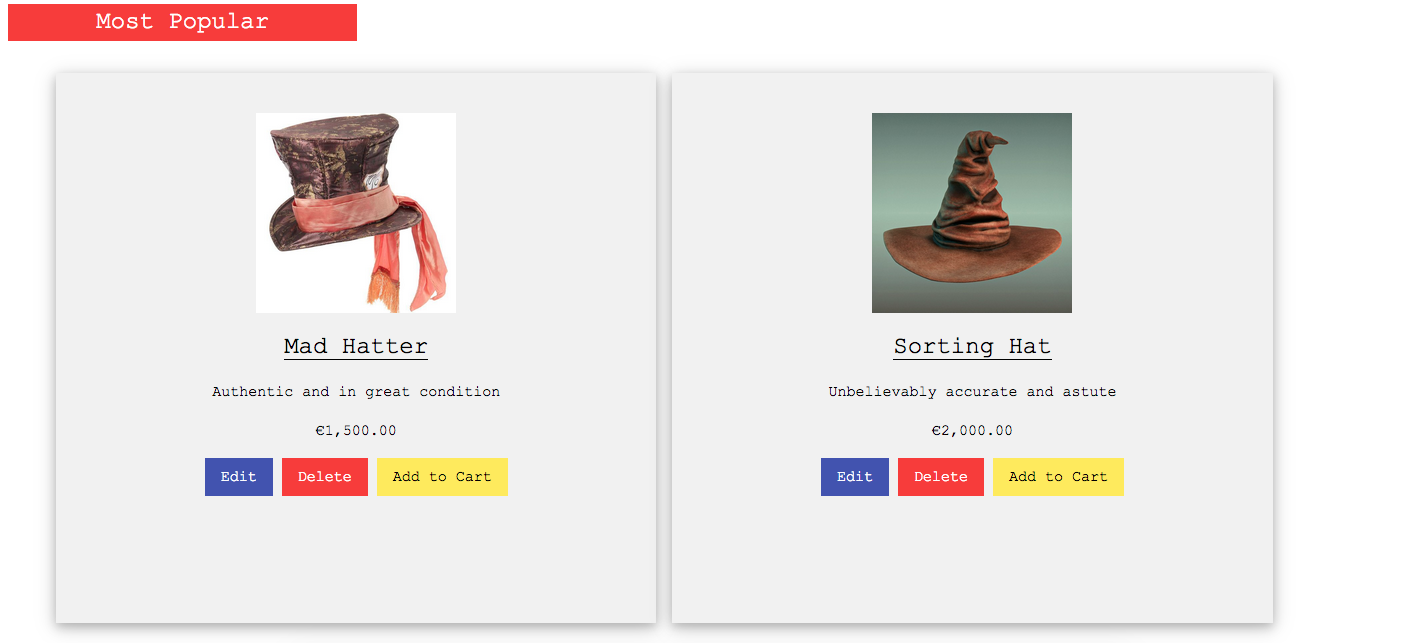 Most Popular
Mad Hatter
Authentic and in great condition
€1,500.00
Edit Delete Add to Cart
Sorting Hat
Unbelievably accurate and astute
€2,000.00
Edit Delete Add to Cart